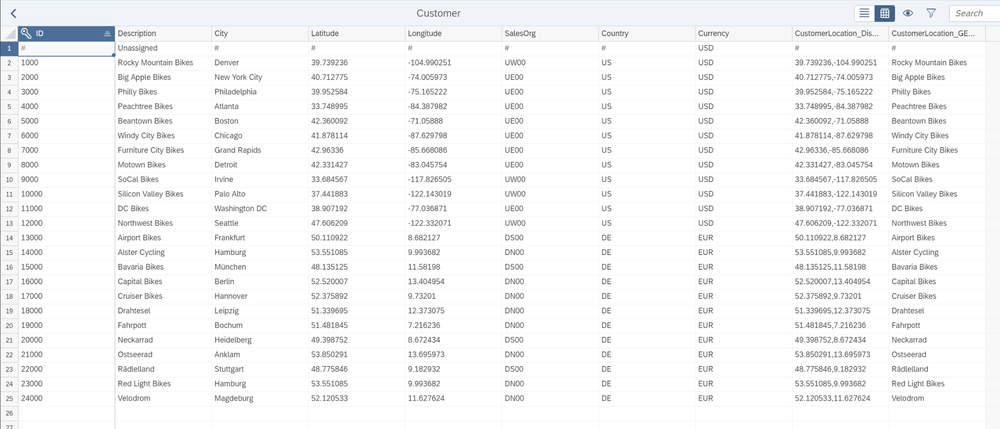 Customer
Search
ID Description City Latitude Longitude SalesOrg Country Currency CustomerLocation_Dis... CustomerLocation_GE...
1 # Unassigned # # # # # USD # #
2 1000 Rocky Mountain Bikes Denver 39.739236 -104.990251 UW00 US USD 39.739236,-104.990251 Rocky Mountain Bikes
3 2000 Big Apple Bikes New York City 40.712775 -74.005973 UE00 US USD 40.712775,-74.005973 Big Apple Bikes
4 3000 Philly Bikes Philadelphia 39.952584 -75.165222 UE00 US USD 39.952584,-75.165222 Philly Bikes
5 4000 Peachtree Bikes Atlanta 33.748995 -84.387982 UE00 US USD 33.748995,-84.387982 Peachtree Bikes
6 5000 Beantown Bikes Boston 42.360092 -71.05888 UE00 US USD 42.360092,-71.05888 Beantown Bikes
7 6000 Windy City Bikes Chicago 41.878114 -87.629798 UE00 US USD 41.878114,-87.629798 Windy City Bikes
8 7000 Furniture City Bikes Grand Rapids 42.96336 -85.668086 UE00 US USD 42.96336,-85.668086 Furniture City Bikes
9 8000 Motown Bikes Detroit 42.331427 -83.045754 UE00 US USD 42.331427,-83.045754 Motown Bikes
10 9000 SoCal Bikes Irvine 33.684567 -117.826505 UW00 US USD 33.684567,-117.826505 SoCal Bikes
11 10000 Silicon Valley Bikes Palo Alto 37.441883 -122.143019 UW00 US USD 37.441883,-122.143019 Silicon Valley Bikes
12 11000 DC Bikes Washington DC 38.907192 -77.036871 UE00 US USD 38.907192,-77.036871 DC Bikes
13 12000 Northwest Bikes Seattle 47.606209 -122.332071 UW00 US USD 47.606209,-122.332071 Northwest Bikes
14 13000 Airport Bikes Frankfurt 50.110922 8.682127 DS00 DE EUR 50.110922,8.682127 Airport Bikes
15 14000 Alster Cycling Hamburg 53.551085 9.993682 DN00 DE EUR 53.551085,9.993682 Alster Cycling
16 15000 Bavaria Bikes München 48.135125 11.58198 DS00 DE EUR 48.135125,11.58198 Bavaria Bikes
17 16000 Capital Bikes Berlin 52.520007 13.404954 DN00 DE EUR 52.520007,13.404954 Capital Bikes
18 17000 Cruiser Bikes Hannover 52.375892 9.73201 DN00 DE EUR 52.375892,9.73201 Cruiser Bikes
19 18000 Drahtesel Leipzig 51.339695 12.373075 DN00 DE EUR 51.339695,12.373075 Drahtesel
20 19000 Fahrpott Bochum 51.481845 7.216236 DN00 DE EUR 51.481845,7.216236 Fahrpott
21 20000 Neckarrad Heidelberg 49.398752 8.672434 DS00 DE EUR 49.398752,8.672434 Neckarrad
22 21000 Ostseerad Anklam 53.850291 13.695973 DN00 DE EUR 53.850291,13.695973 Ostseerad
23 22000 Rädlelland Stuttgart 48.775846 9.182932 DS00 DE EUR 48.775846,9.182932 Rädlelland
24 23000 Red Light Bikes Hamburg 53.551085 9.993682 DN00 DE EUR 53.551085,9.993682 Red Light Bikes
25 24000 Velodrom Magdeburg 52.120533 11.627624 DN00 DE EUR 52.120533,11.627624 Velodrom
26
27